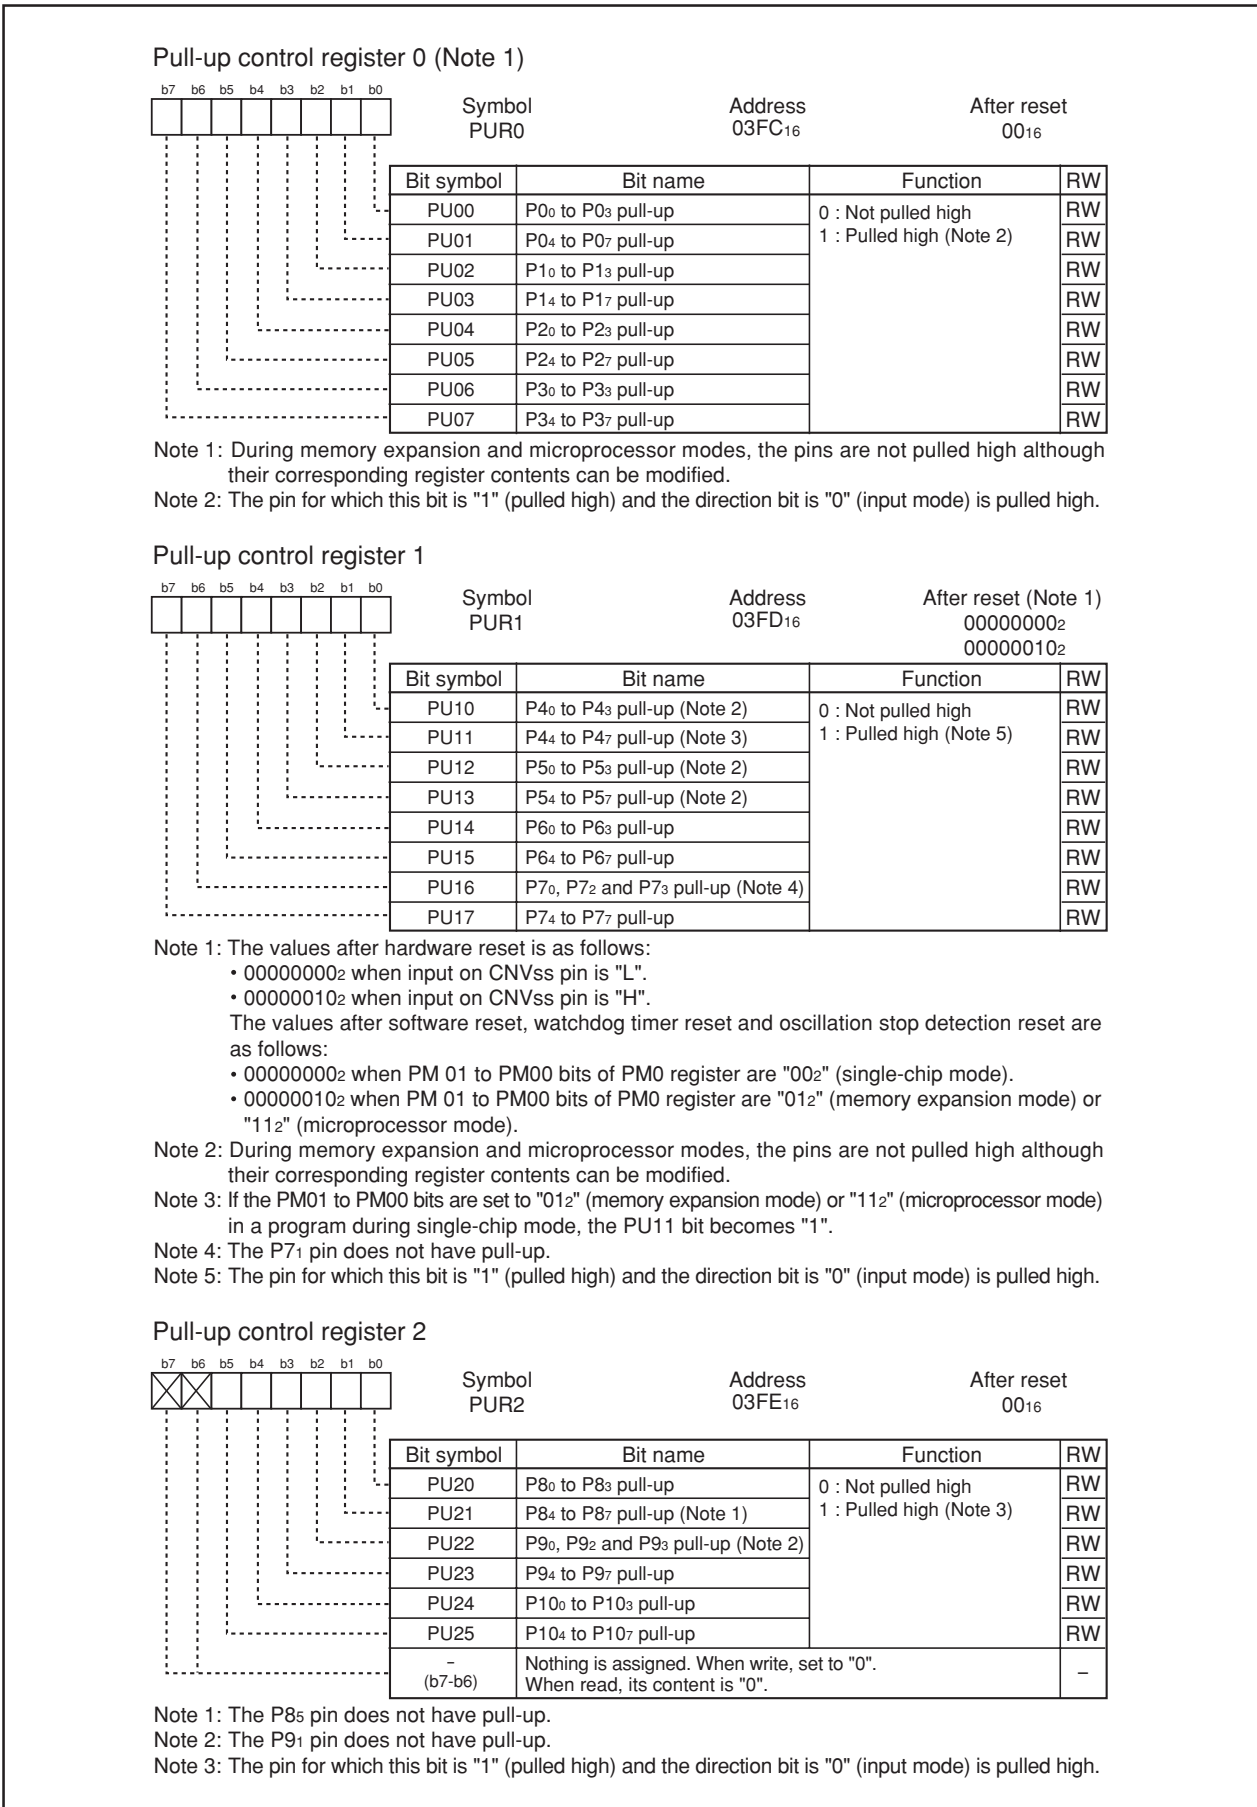 Pull-up control register 0 (Note 1)
b7 b6 b5 b4 b3 b2 b1 b0
Symbol Address After reset
PUR0 03FC16 0016
Bit symbol Bit name Function RW
PU00 P00 to P03 pull-up 0 : Not pulled high RW
PU01 P04 to P07 pull-up 1 : Pulled high (Note 2) RW
PU02 P10 to P13 pull-up RW
PU03 P14 to P17 pull-up RW
PU04 P20 to P23 pull-up RW
PU05 P24 to P27 pull-up RW
PU06 P30 to P33 pull-up RW
PU07 P34 to P37 pull-up RW
Note 1: During memory expansion and microprocessor modes, the pins are not pulled high although
their corresponding register contents can be modified.
Note 2: The pin for which this bit is "1" (pulled high) and the direction bit is "0" (input mode) is pulled high.
Pull-up control register 1
b7 b6 b5 b4 b3 b2 b1 b0
Symbol Address After reset (Note 1)
PUR1 03FD16 000000002
000000102
Bit symbol Bit name Function RW
PU10 P40 to P43 pull-up (Note 2) 0 : Not pulled high RW
PU11 P44 to P47 pull-up (Note 3) 1 : Pulled high (Note 5) RW
PU12 P50 to P53 pull-up (Note 2) RW
PU13 P54 to P57 pull-up (Note 2) RW
PU14 P60 to P63 pull-up RW
PU15 P64 to P67 pull-up RW
PU16 P70, P72 and P73 pull-up (Note 4) RW
PU17 P74 to P77 pull-up RW
Note 1: The values after hardware reset is as follows:
• 000000002 when input on CNVss pin is "L".
• 000000102 when input on CNVss pin is "H".
The values after software reset, watchdog timer reset and oscillation stop detection reset are
as follows:
• 000000002 when PM 01 to PM00 bits of PM0 register are "002" (single-chip mode).
• 000000102 when PM 01 to PM00 bits of PM0 register are "012" (memory expansion mode) or
"112" (microprocessor mode).
Note 2: During memory expansion and microprocessor modes, the pins are not pulled high although
their corresponding register contents can be modified.
Note 3: If the PM01 to PM00 bits are set to "012" (memory expansion mode) or "112" (microprocessor mode)
in a program during single-chip mode, the PU11 bit becomes "1".
Note 4: The P71 pin does not have pull-up.
Note 5: The pin for which this bit is "1" (pulled high) and the direction bit is "0" (input mode) is pulled high.
Pull-up control register 2
b7 b6 b5 b4 b3 b2 b1 b0
Symbol Address After reset
PUR2 03FE16 0016
Bit symbol Bit name Function RW
PU20 P80 to P83 pull-up 0 : Not pulled high RW
PU21 P84 to P87 pull-up (Note 1) 1 : Pulled high (Note 3) RW
PU22 P90, P92 and P93 pull-up (Note 2) RW
PU23 P94 to P97 pull-up RW
PU24 P100 to P103 pull-up RW
PU25 P104 to P107 pull-up RW
– Nothing is assigned. When write, set to "0". –
(b7-b6) When read, its content is "0".
Note 1: The P85 pin does not have pull-up.
Note 2: The P91 pin does not have pull-up.
Note 3: The pin for which this bit is "1" (pulled high) and the direction bit is "0" (input mode) is pulled high.